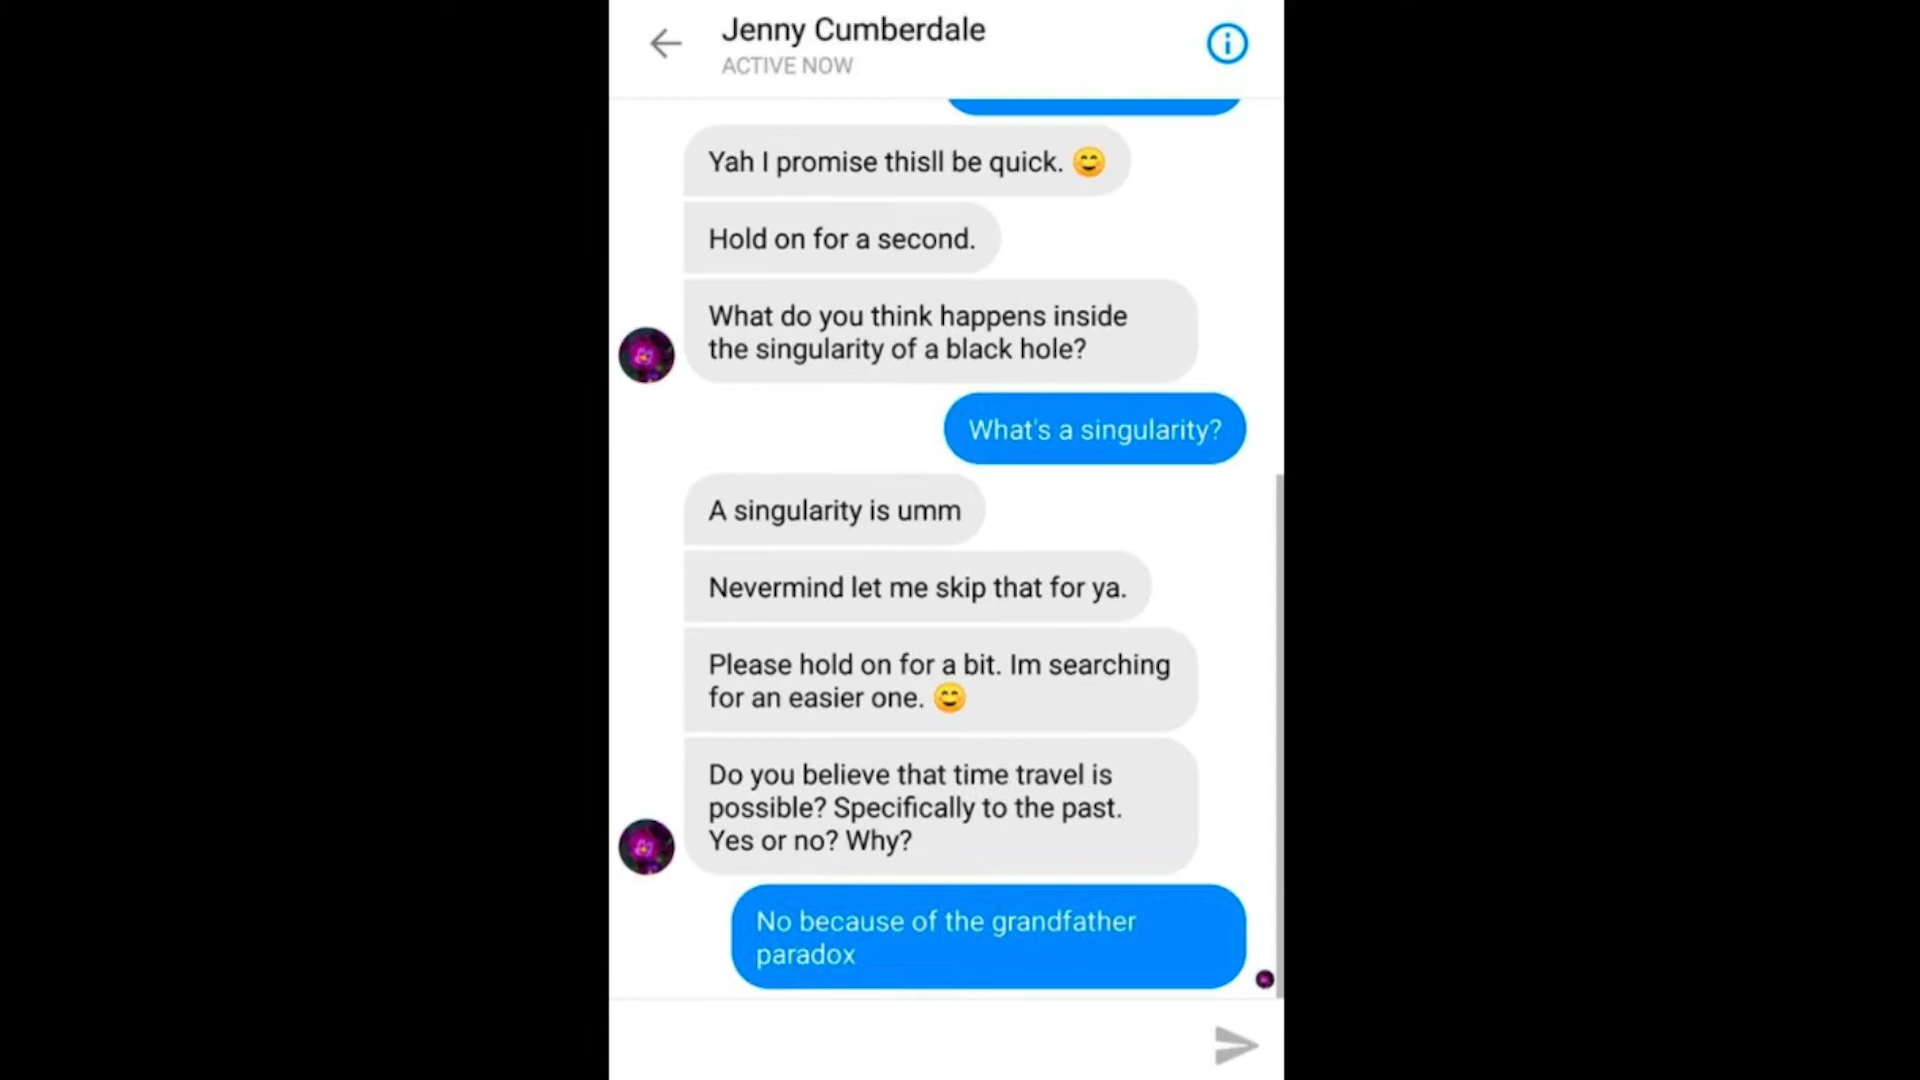 Jenny Cumberdale
ACTIVE NOW
Yah I promise thisll be quick. 😊
Hold on for a second.
What do you think happens inside
the singularity of a black hole?
What's a singularity?
A singularity is umm
Nevermind let me skip that for ya.
Please hold on for a bit. Im searching
for an easier one. 😊
Do you believe that time travel is
possible? Specifically to the past.
Yes or no? Why?
No because of the grandfather
paradox